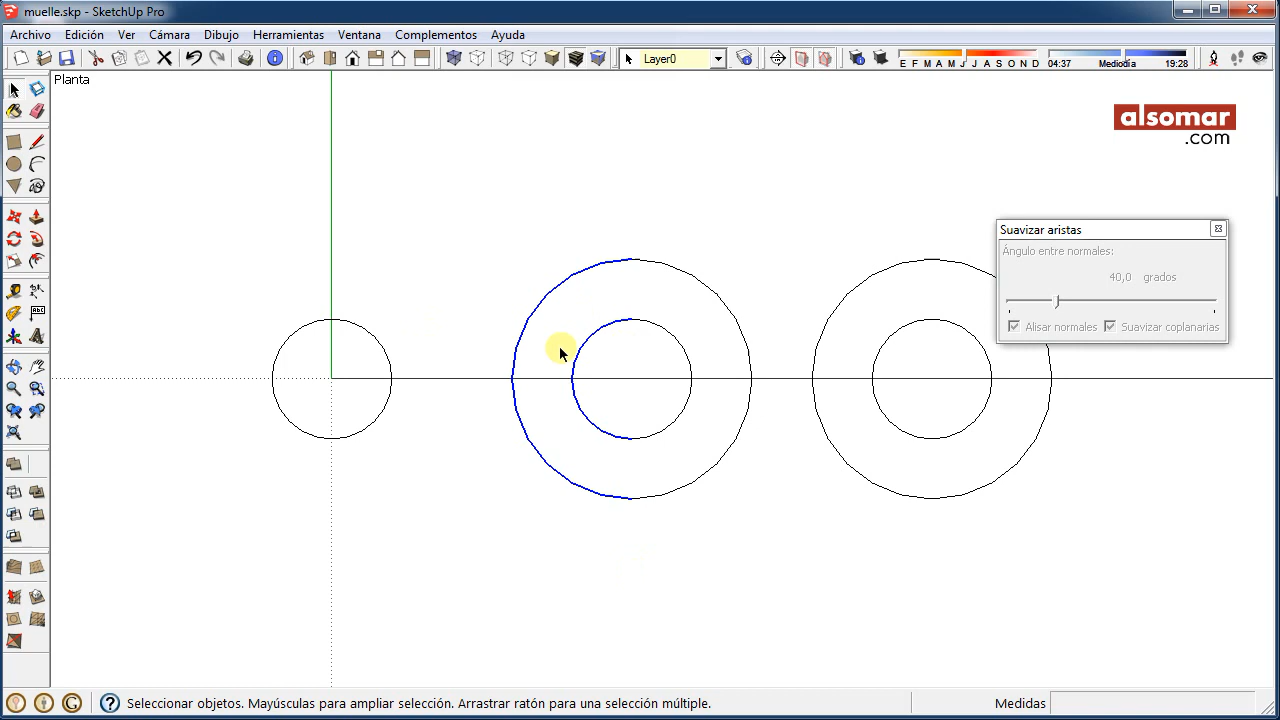 muelle.skp - SketchUp Pro
Archivo Edición Ver Cámara Dibujo Herramientas Ventana Complementos Ayuda
Layer0
E F M A M J J A S O N D
04:37 Mediodía 19:28
Planta
alsomar
.com
Suavizar aristas
Ángulo entre normales:
40,0 grados
Alisar normales Suavizar coplanarias
Seleccionar objetos. Mayúsculas para ampliar selección. Arrastrar ratón para una selección múltiple.
Medidas